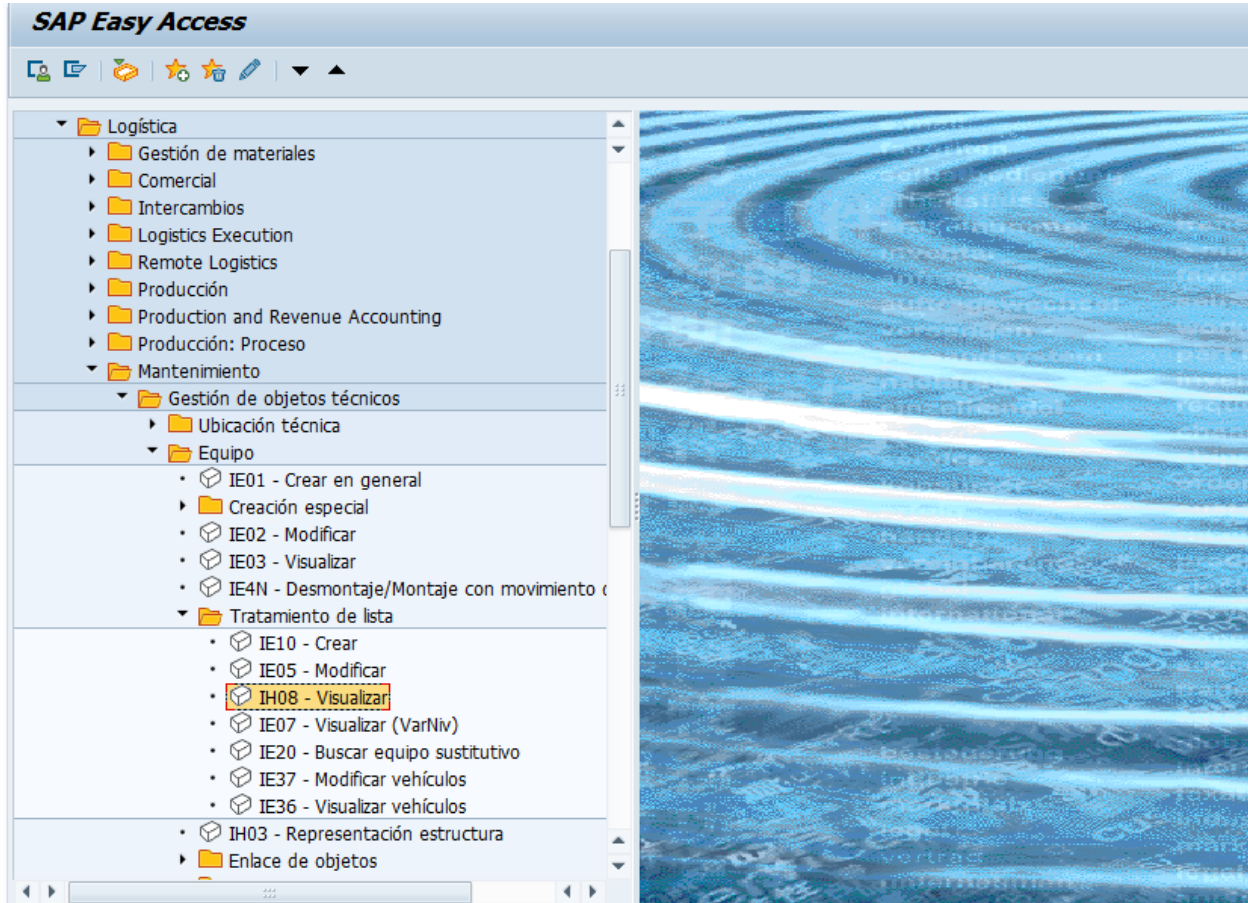 SAP Easy Access
Logística
Gestión de materiales
Comercial
Intercambios
Logistics Execution
Remote Logistics
Producción
Production and Revenue Accounting
Producción: Proceso
Mantenimiento
Gestión de objetos técnicos
Ubicación técnica
Equipo
IE01 - Crear en general
Creación especial
IE02 - Modificar
IE03 - Visualizar
IE4N - Desmontaje/Montaje con movimiento
Tratamiento de lista
IE10 - Crear
IE05 - Modificar
IH08 - Visualizar
IE07 - Visualizar (VarNiv)
IE20 - Buscar equipo sustitutivo
IE37 - Modificar vehículos
IE36 - Visualizar vehículos
IH03 - Representación estructura
Enlace de objetos